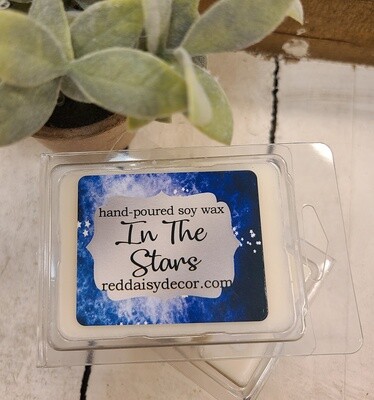 hand-poured soy wax
In The
Stars
reddaisydecor.com